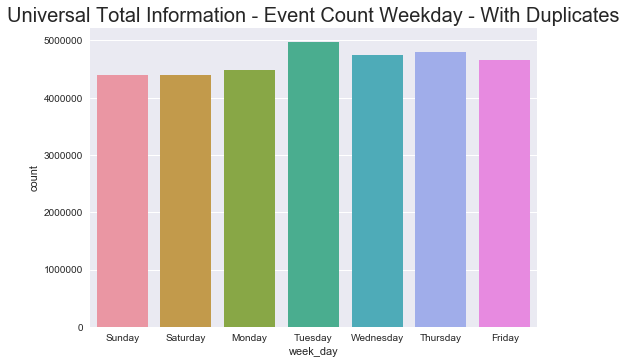 Universal Total Information - Event Count Weekday - With Duplicates
5000000
4000000
3000000
2000000
1000000
0
count
Sunday Saturday Monday Tuesday Wednesday Thursday Friday
week_day